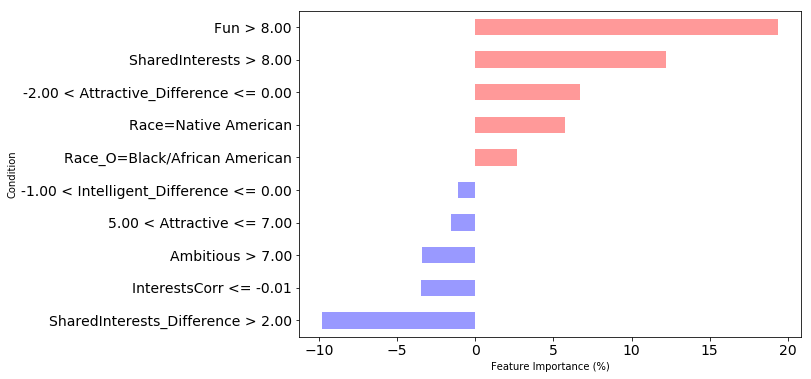 Fun > 8.00
SharedInterests > 8.00
-2.00 < Attractive_Difference <= 0.00
Race=Native American
Race_O=Black/African American
-1.00 < Intelligent_Difference <= 0.00
5.00 < Attractive <= 7.00
Ambitious > 7.00
InterestsCorr <= -0.01
SharedInterests_Difference > 2.00
Condition
−10 −5 0 5 10 15 20
Feature Importance (%)